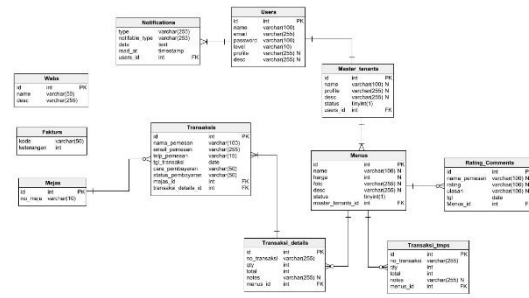 Users
id int PK
name varchar(100)
email varchar(255)
password varchar(100)
level varchar(10)
profile varchar(255) N
desc varchar(255) N
Notifications
type varchar(255)
notifable_type varchar(255)
data text
read_at timestamp
users_id int FK
Webs
id int PK
name varchar(50)
desc varchar(255)
Master_tenants
id int PK
name varchar(100) N
profile varchar(255) N
desc varchar(255) N
status tinyint(1)
users_id int FK
Fakturs
kode varchar(50)
keterangan int
Transaksis
id int PK
nama_pemesan varchar(100)
email_pemesan varchar(255)
telp_pemesan varchar(15)
tgl_transaksi date
cara_pembayaran varchar(50)
status_pembayaran varchar(50)
mejas_id int FK
transaksi_details_id int FK
Mejas
id int PK
no_meja varchar(10)
Menus
id int PK
name varchar(100) N
harga int N
foto varchar(255) N
desc varchar(255) N
status tinyint(1)
master_tenants_id int FK
Rating_Comments
id int
nama_pemesan varchar(100) N
rating varchar(100) N
ulasan varchar(100) N
tgl date
Menus_id int F
Transaksi_details
id int PK
no_transaksi varchar(255)
qty int
total int
notes varchar(255) N
menus_id int FK
Transaksi_tmps
id int PK
no_transaksi varchar(255)
qty int
total int
notes varchar(255) N
menus_id int FK